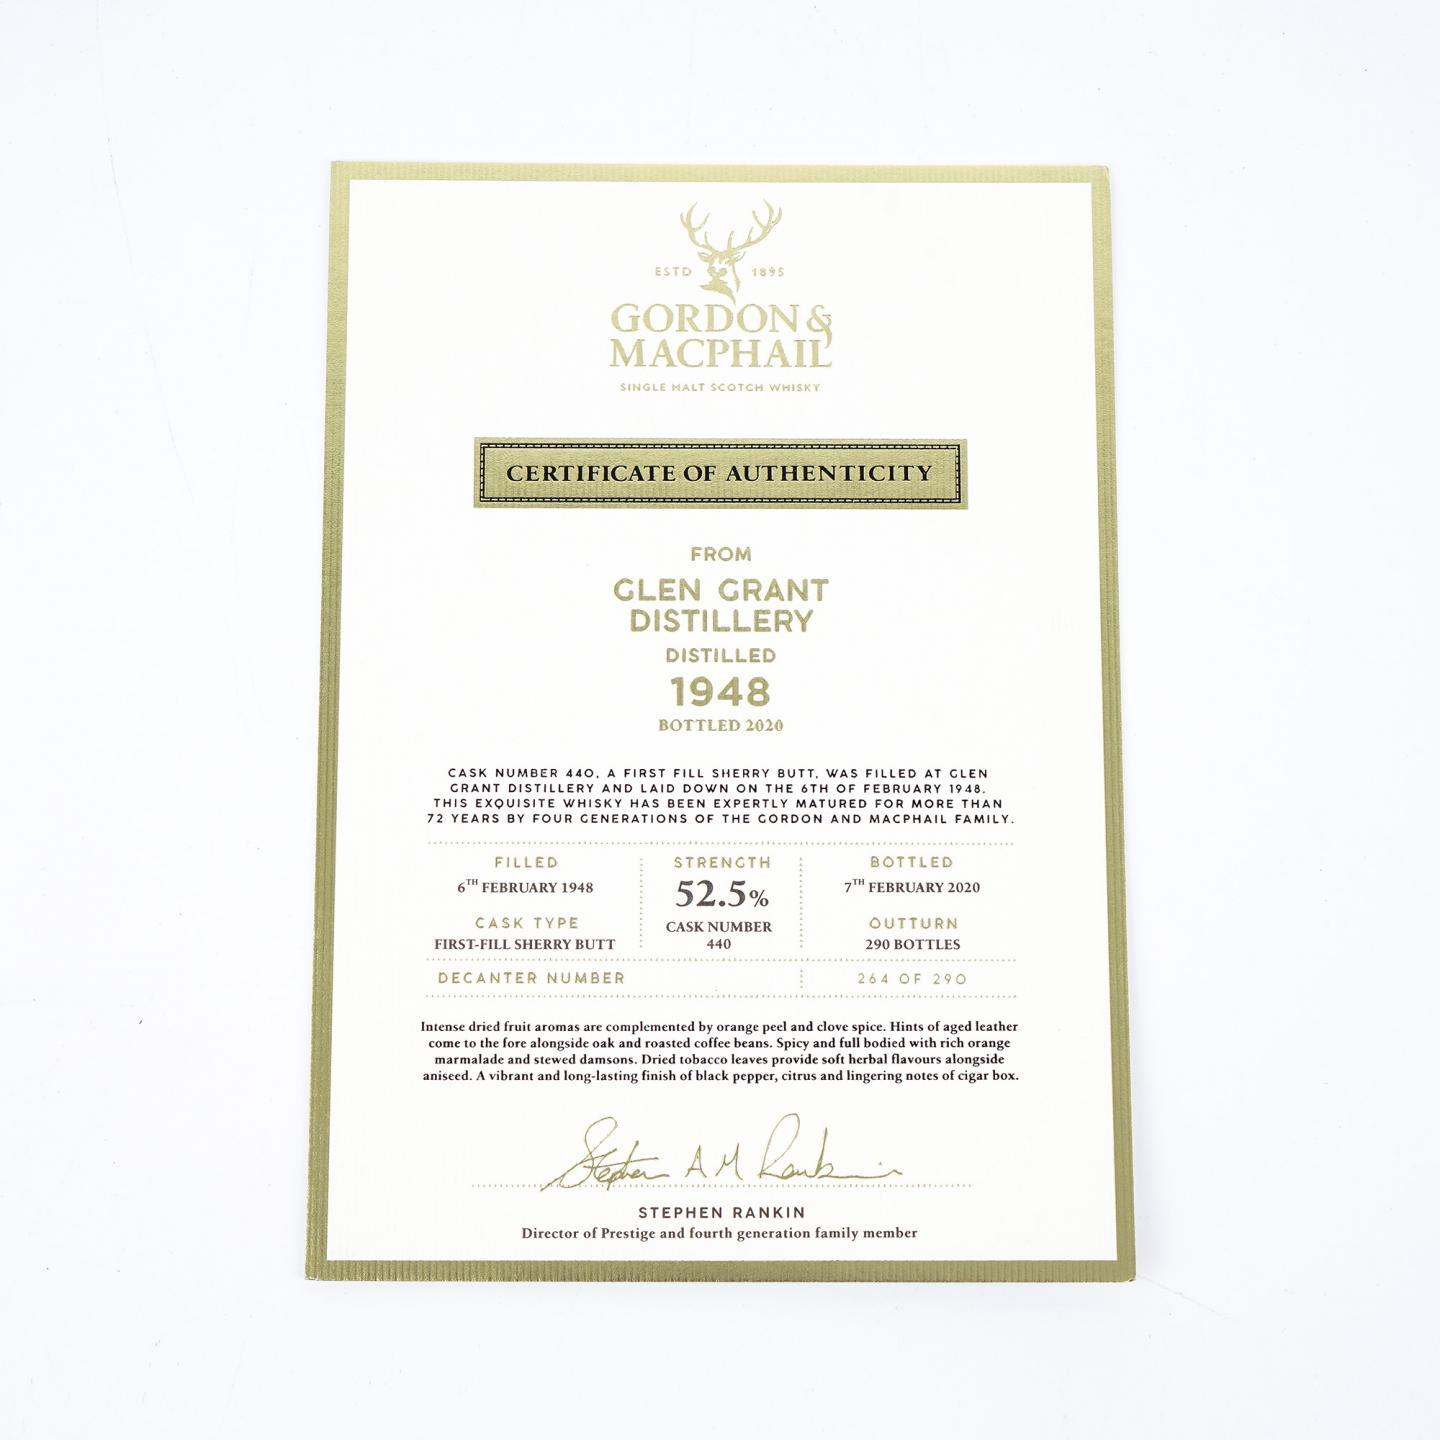 ESTD 1895
GORDON &
MACPHAIL
SINGLE MALT SCOTCH WHISKY
CERTIFICATE OF AUTHENTICITY
FROM
GLEN GRANT
DISTILLERY
DISTILLED
1948
BOTTLED 2020
CASK NUMBER 440, A FIRST FILL SHERRY BUTT, WAS FILLED AT GLEN
GRANT DISTILLERY AND LAID DOWN ON THE 6TH OF FEBRUARY 1948.
THIS EXQUISITE WHISKY HAS BEEN EXPERTLY MATURED FOR MORE THAN
72 YEARS BY FOUR GENERATIONS OF THE GORDON AND MACPHAIL FAMILY.
FILLED
6TH FEBRUARY 1948
CASK TYPE
FIRST-FILL SHERRY BUTT
STRENGTH
52.5%
CASK NUMBER
440
BOTTLED
7TH FEBRUARY 2020
OUTTURN
290 BOTTLES
DECANTER NUMBER 264 OF 290
Intense dried fruit aromas are complemented by orange peel and clove spice. Hints of aged leather
come to the fore alongside oak and roasted coffee beans. Spicy and full bodied with rich orange
marmalade and stewed damsons. Dried tobacco leaves provide soft herbal flavours alongside
aniseed. A vibrant and long-lasting finish of black pepper, citrus and lingering notes of cigar box.
Stephen A M Rankin
STEPHEN RANKIN
Director of Prestige and fourth generation family member